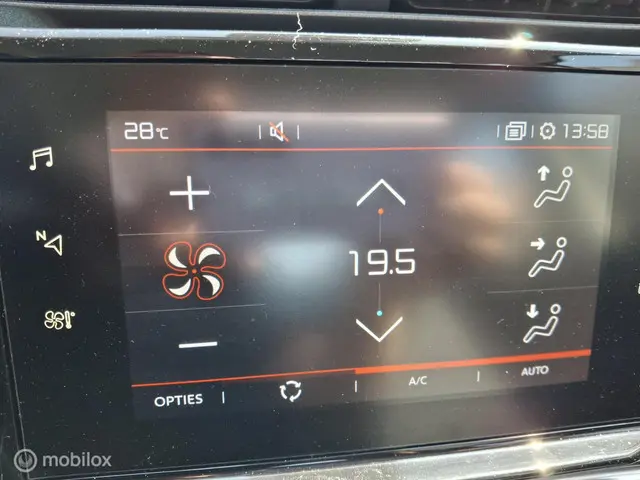 28°C 13:58
N
19.5
OPTIES A/C AUTO
mobilox